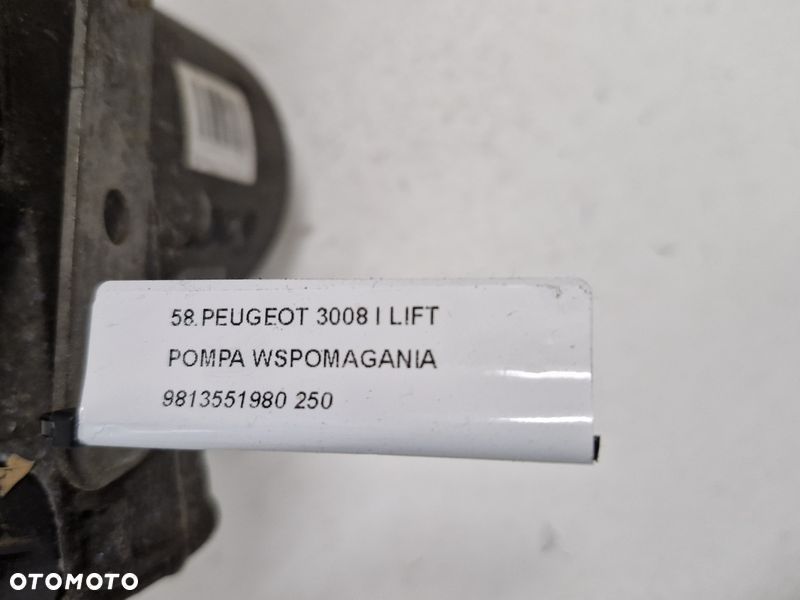 58.PEUGEOT 3008 I LIFT
POMPA WSPOMAGANIA
9813551980 250
OTOMOTO